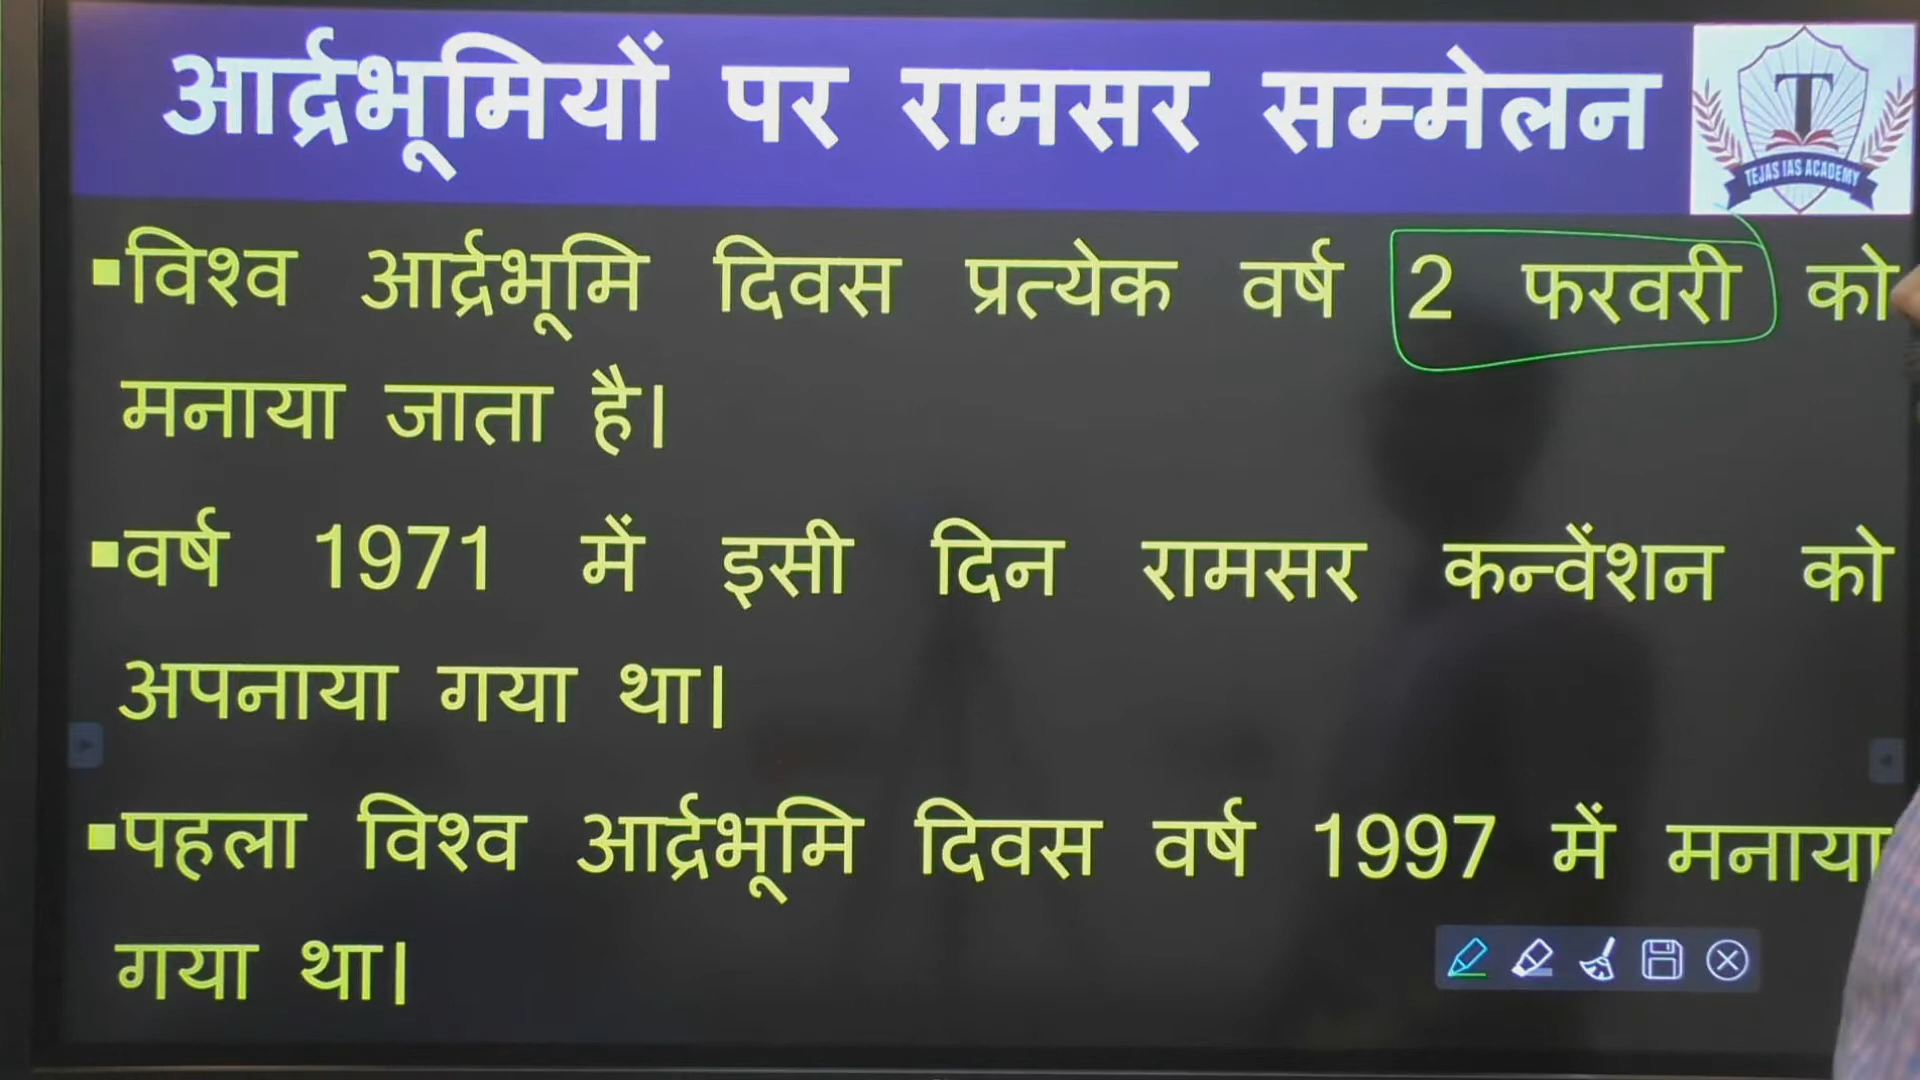 आर्द्रभूमियों पर रामसर सम्मेलन
T
TEJAS IAS ACADEMY
▪विश्व आर्द्रभूमि दिवस प्रत्येक वर्ष 2 फरवरी को
मनाया जाता है।
▪वर्ष 1971 में इसी दिन रामसर कन्वेंशन को
अपनाया गया था।
▪पहला विश्व आर्द्रभूमि दिवस वर्ष 1997 में मनाया
गया था।